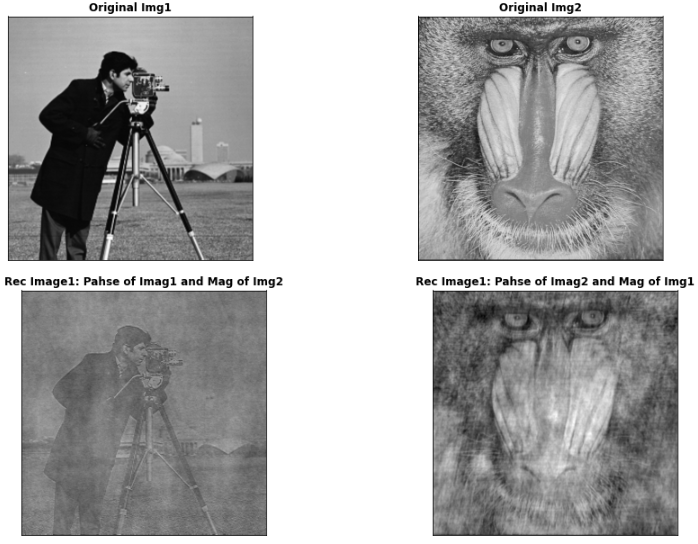 Original Img1
Original Img2
Rec Image1: Pahse of Imag1 and Mag of Img2
Rec Image1: Pahse of Imag2 and Mag of Img1